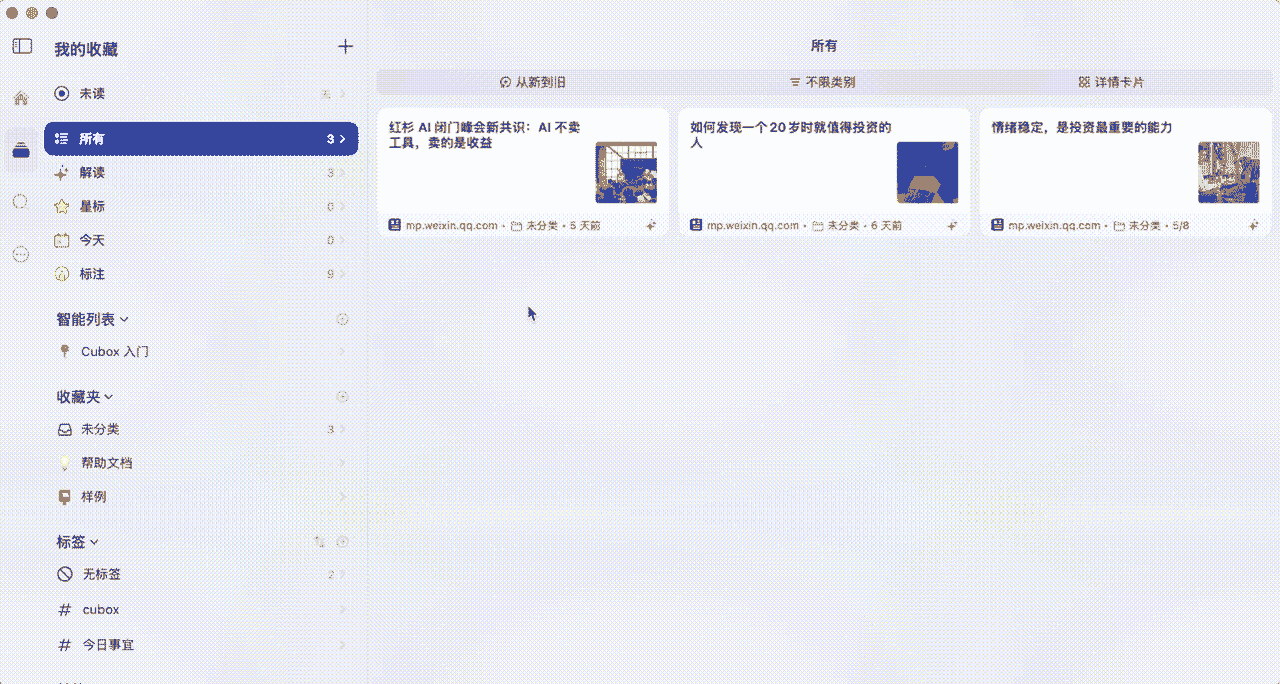 我的收藏
未读
所有 3
解读 3
星标 0
今天 0
标注 9
智能列表
Cubox 入门
收藏夹
未分类 3
帮助文档
样例
标签
无标签 2
# cubox
# 今日事宜
所有
从新到旧
不限类别
详情卡片
红杉 AI 闭门峰会新共识：AI 不卖
工具，卖的是收益
mp.weixin.qq.com · 未分类 · 5 天前
如何发现一个 20 岁时就值得投资的
人
mp.weixin.qq.com · 未分类 · 6 天前
情绪稳定，是投资最重要的能力
mp.weixin.qq.com · 未分类 · 5/8